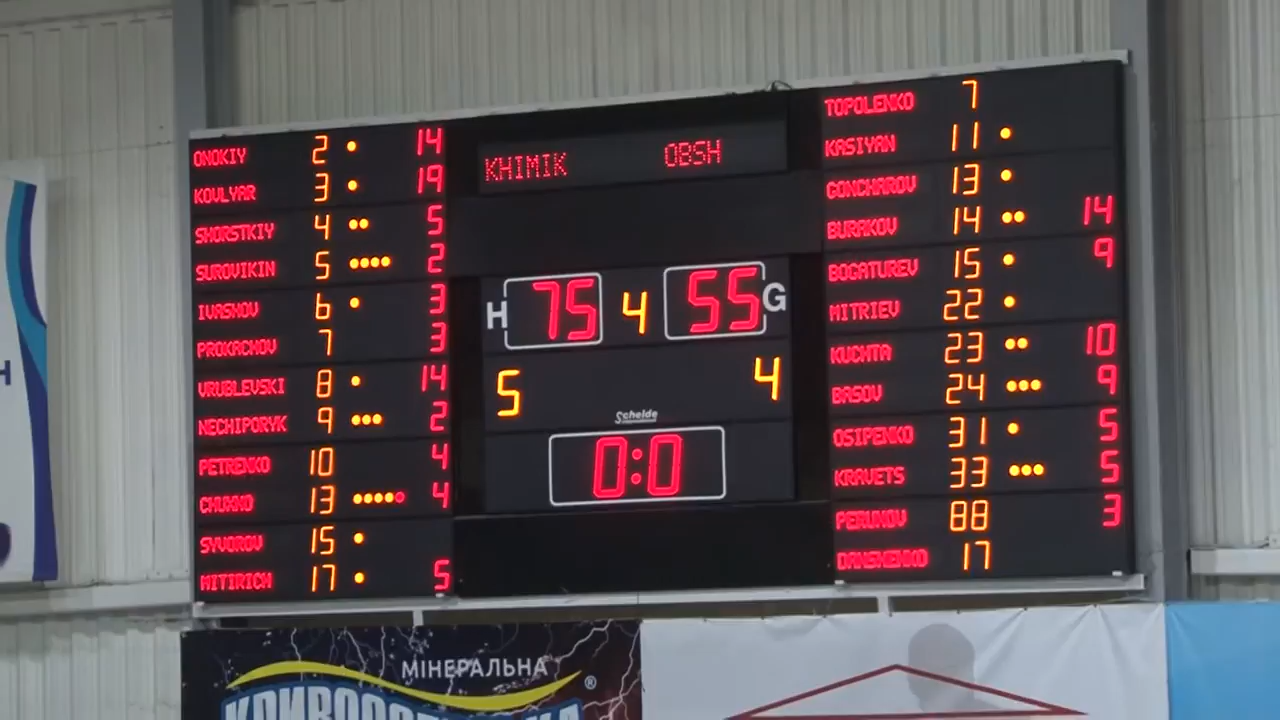 ONOKIY 2 14
KOVLYAR 3 19
SHORSTKIY 4 5
SUROVIKIN 5 2
IVASHOV 6 3
PROKACHOV 7 3
VRUBLEVSKI 8 14
NECHIPORYK 9 2
PETRENKO 10 4
13 4
SYVOROV 15
MITIRICH 17 5
KHIMIK OBSH
H 75 4 55 G
5 4
Schelde
0:0
TOPOLENKO 7
KASIYAN 11
GONCHAROV 13
BURAKOV 14 14
BOGATUREV 15 9
MITRIEV 22
KUCHTA 23 10
BASOV 24 9
OSIPENKO 31 5
KRAVETS 33 5
PERUNOV 88 3
17
МІНЕРАЛЬНА
®
Н